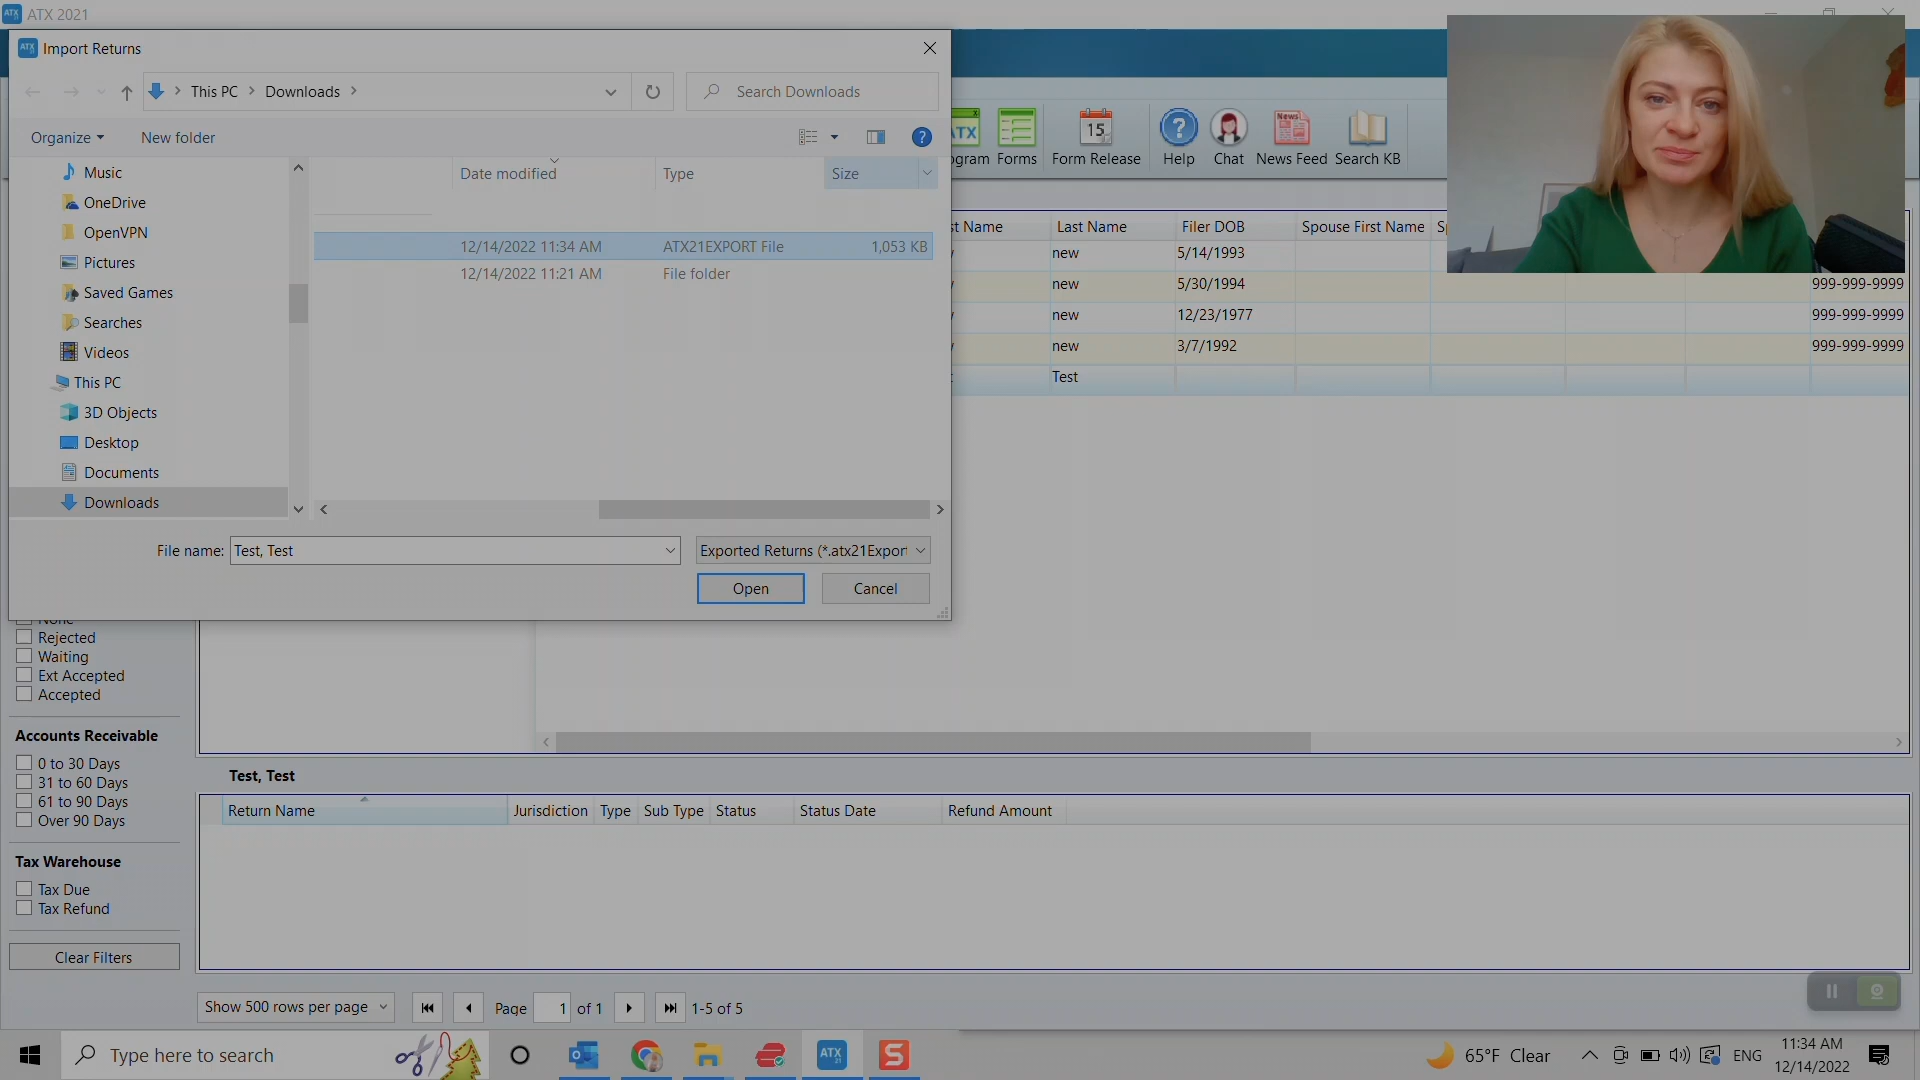 ATX 2021
Import Returns
This PC
Downloads
Search Downloads
Organize
New folder
Music
OneDrive
OpenVPN
Pictures
Saved Games
Searches
Videos
This PC
3D Objects
Desktop
Documents
Downloads
Date modified
Type
Size
12/14/2022 11:34 AM
ATX21EXPORT File
1,053 KB
12/14/2022 11:21 AM
File folder
File name:
Test, Test
Exported Returns (*.atx21Export
Open
Cancel
Forms
Form Release
15
Help
Chat
News
News Feed
Search KB
Last Name
Filer DOB
Spouse First Name
new
5/14/1993
new
5/30/1994
999-999-9999
new
12/23/1977
999-999-9999
new
3/7/1992
999-999-9999
Test
Rejected
Waiting
Ext Accepted
Accepted
Accounts Receivable
0 to 30 Days
31 to 60 Days
61 to 90 Days
Over 90 Days
Tax Warehouse
Tax Due
Tax Refund
Clear Filters
Test, Test
Return Name
Jurisdiction
Type
Sub Type
Status
Status Date
Refund Amount
Show 500 rows per page
Page
1
of 1
1-5 of 5
Type here to search
ATX
65°F Clear
ENG
11:34 AM
12/14/2022